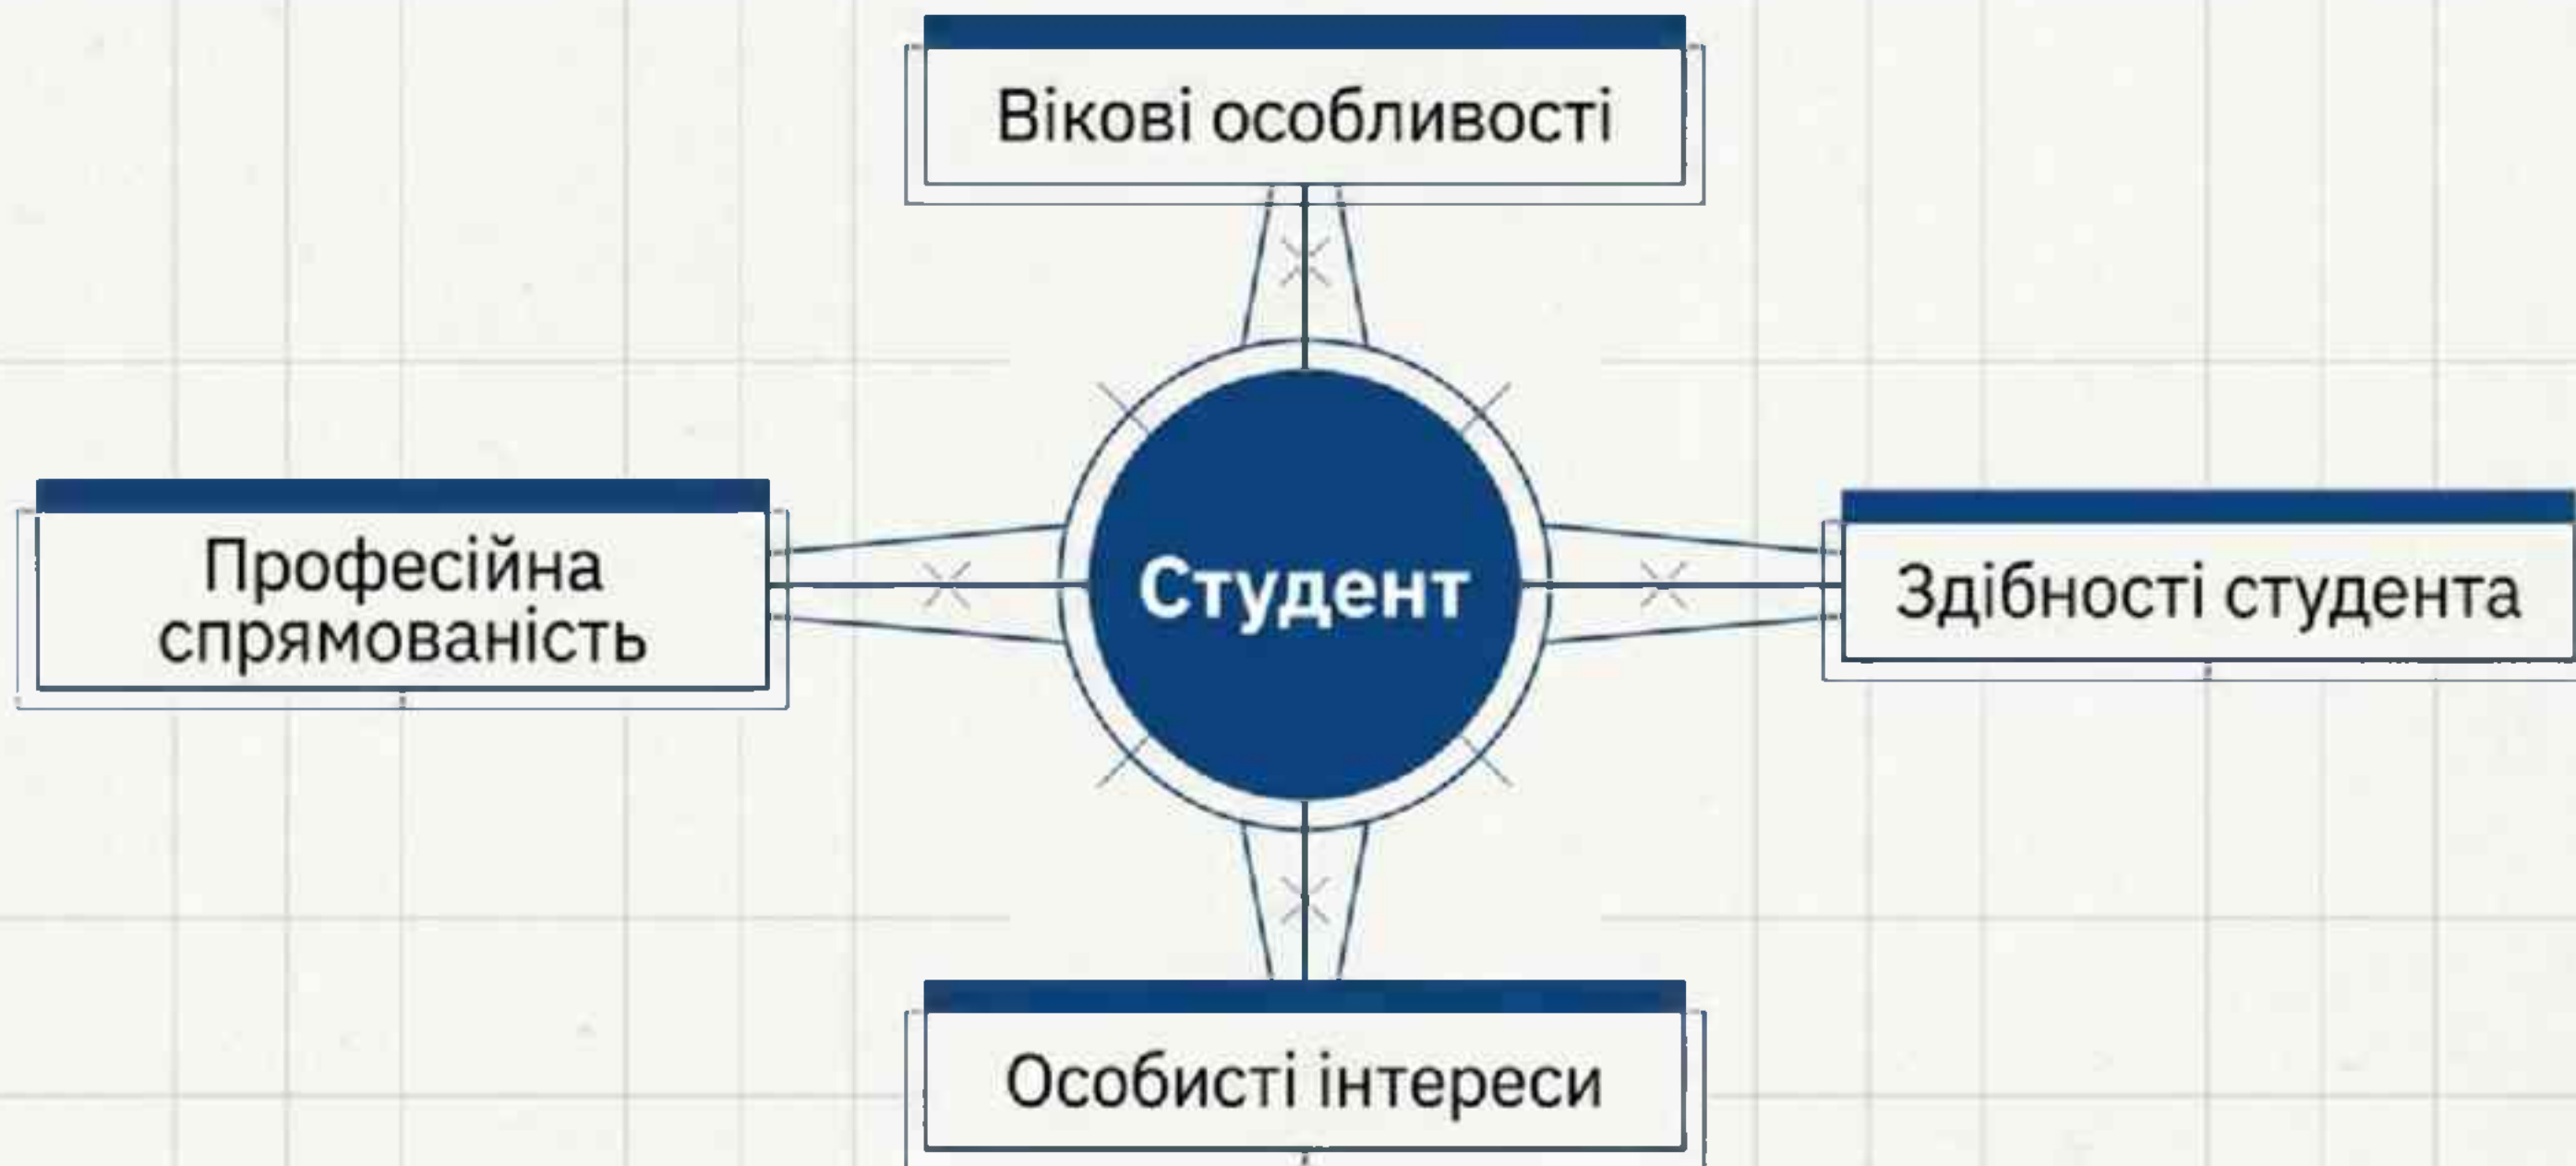 Вікові особливості
Професійна
спрямованість
Студент
Здібності студента
Особисті інтереси